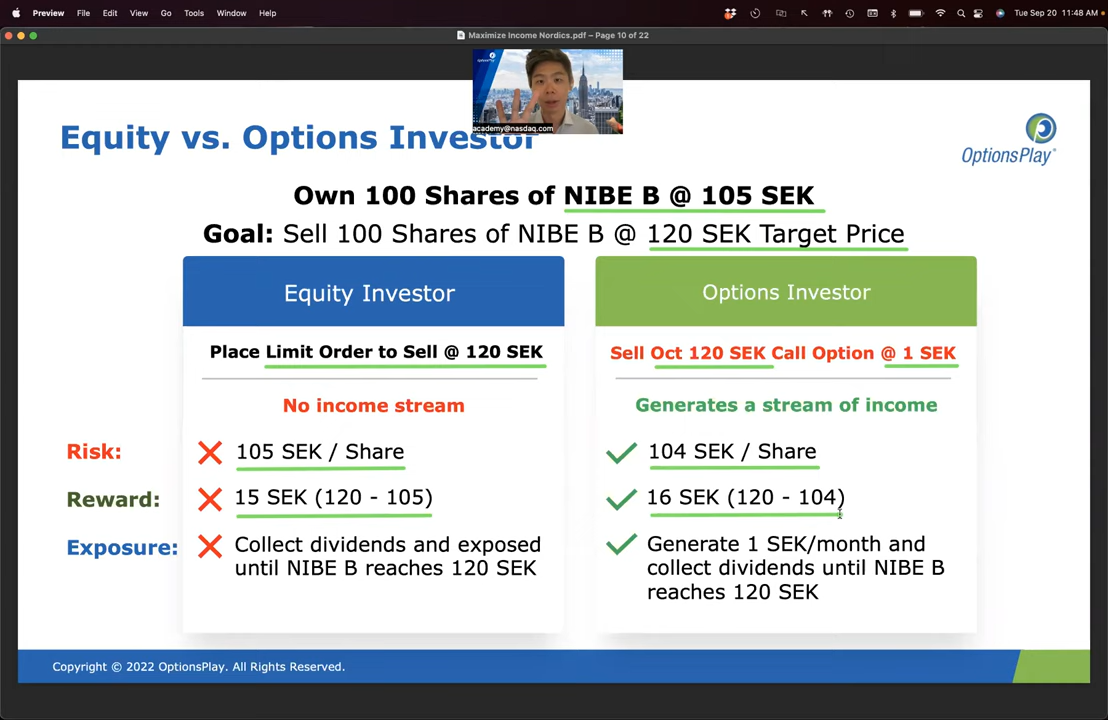 Preview File Edit View Go Tools Window Help
Tue Sep 20 11:48 AM
Maximize Income Nordics.pdf – Page 10 of 22
optionsPlay
academy@nasdaq.com
Equity vs. Options Investor
OptionsPlay
Own 100 Shares of NIBE B @ 105 SEK
Goal: Sell 100 Shares of NIBE B @ 120 SEK Target Price
Equity Investor
Place Limit Order to Sell @ 120 SEK
No income stream
Options Investor
Sell Oct 120 SEK Call Option @ 1 SEK
Generates a stream of income
Risk: 105 SEK / Share 104 SEK / Share
Reward: 15 SEK (120 - 105) 16 SEK (120 - 104)
Exposure: Collect dividends and exposed
until NIBE B reaches 120 SEK
Generate 1 SEK/month and
collect dividends until NIBE B
reaches 120 SEK
Copyright © 2022 OptionsPlay. All Rights Reserved.